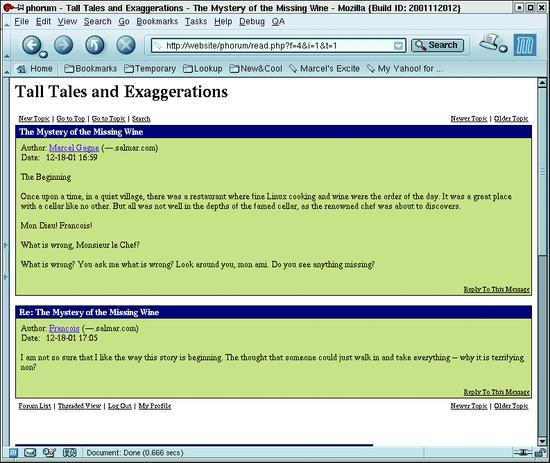 phorum - Tall Tales and Exaggerations - The Mystery of the Missing Wine - Mozilla {Build ID: 2001112012}
File Edit View Search Go Bookmarks Tasks Help Debug QA
http://website/phorum/read.php?f=4&i=1&t=1 Search
Home Bookmarks Temporary Lookup New&Cool Marcel's Excite My Yahoo! for ...
Tall Tales and Exaggerations
New Topic | Go to Top | Go to Topic | Search Newer Topic | Older Topic
The Mystery of the Missing Wine
Author: Marcel Gagne (---.salmar.com)
Date: 12-18-01 16:59
The Beginning
Once upon a time, in a quiet village, there was a restaurant where fine Linux cooking and wine were the order of the day. It was a great place
with a cellar like no other. But all was not well in the depths of the famed cellar, as the renowned chef was about to discovers.
Mon Dieu! Francois!
What is wrong, Monsieur le Chef?
What is wrong? You ask me what is wrong? Look around you, mon ami. Do you see anything missing?
Reply To This Message
Re: The Mystery of the Missing Wine
Author: Francois (---.salmar.com)
Date: 12-18-01 17:05
I am not so sure that I like the way this story is beginning. The thought that someone could just walk in and take everything -- why it is terrifying
non?
Reply To This Message
Forum List | Threaded View | Log Out | My Profile Newer Topic | Older Topic
Document: Done (0.666 secs)